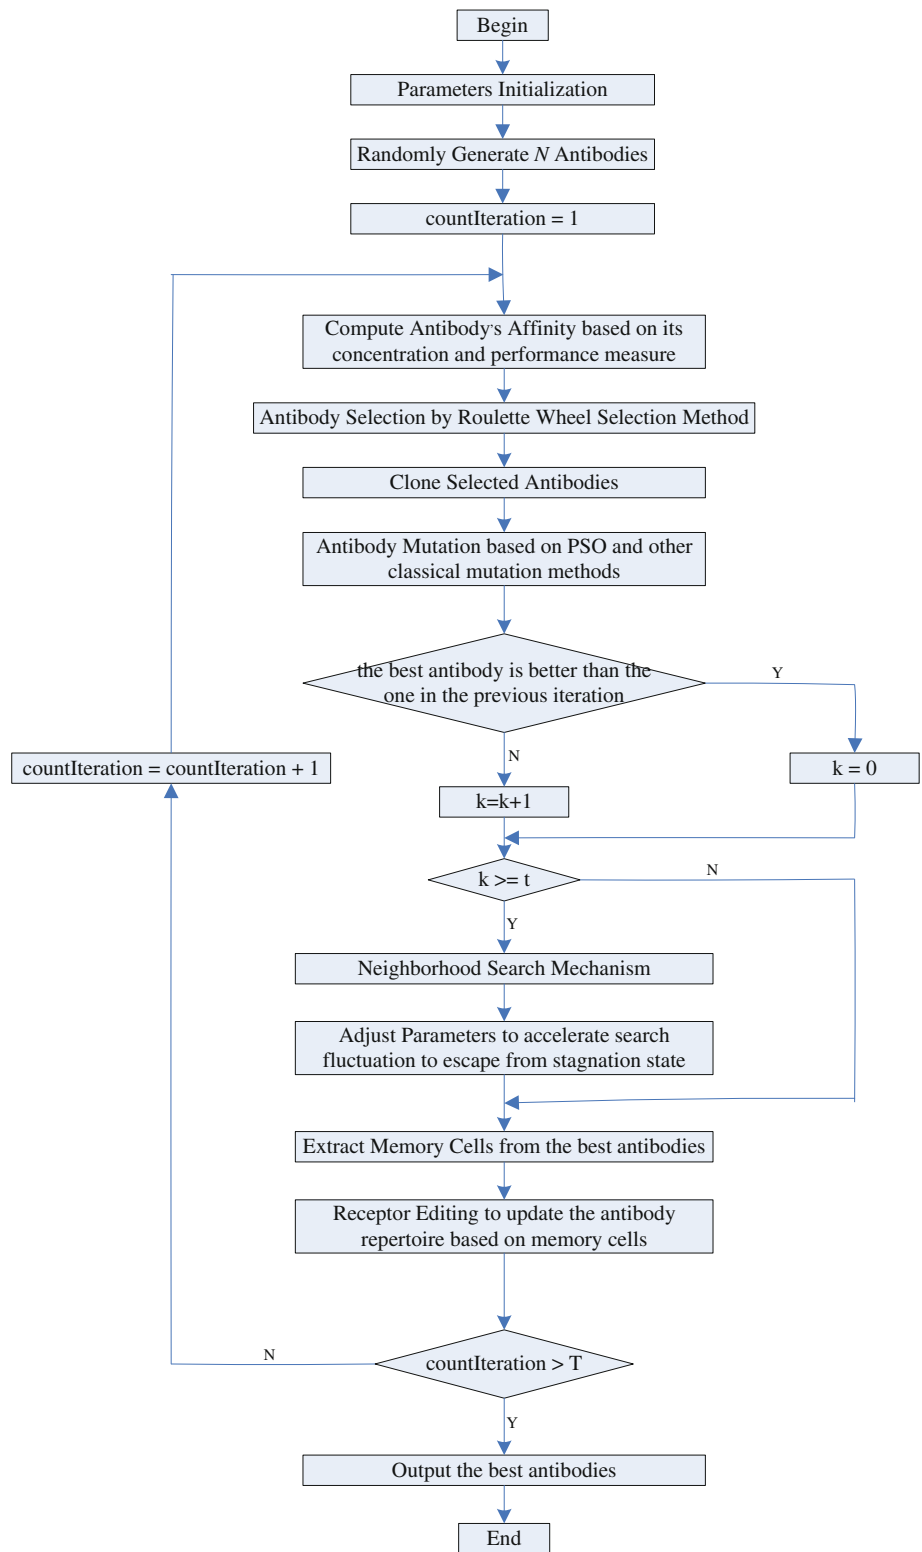 Begin
Parameters Initialization
Randomly Generate N Antibodies
countIteration = 1
Compute Antibody's Affinity based on its
concentration and performance measure
Antibody Selection by Roulette Wheel Selection Method
Clone Selected Antibodies
Antibody Mutation based on PSO and other
classical mutation methods
the best antibody is better than the
one in the previous iteration
Y
N
countIteration = countIteration + 1
k = 0
k=k+1
k >= t
N
Y
Neighborhood Search Mechanism
Adjust Parameters to accelerate search
fluctuation to escape from stagnation state
Extract Memory Cells from the best antibodies
Receptor Editing to update the antibody
repertoire based on memory cells
N
countIteration > T
Y
Output the best antibodies
End